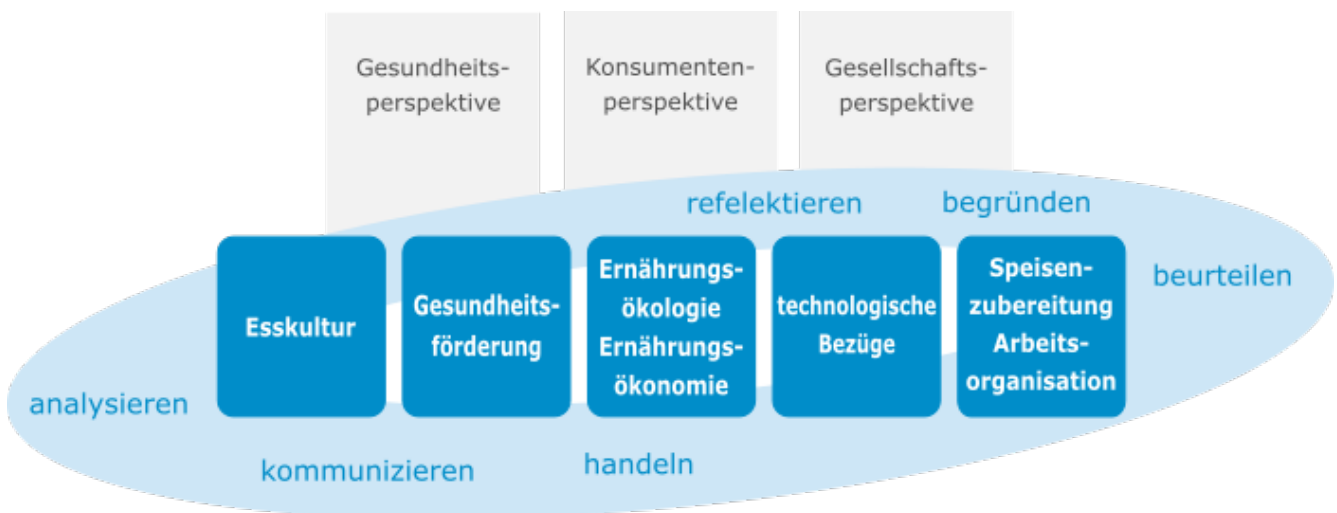 Gesundheits-
perspektive
Konsumenten-
perspektive
Gesellschafts-
perspektive
refelektieren
begründen
beurteilen
Esskultur
Gesundheits-
förderung
Ernährungs-
ökologie
Ernährungs-
ökonomie
technologische
Bezüge
Speisen-
zubereitung
Arbeits-
organisation
analysieren
kommunizieren
handeln